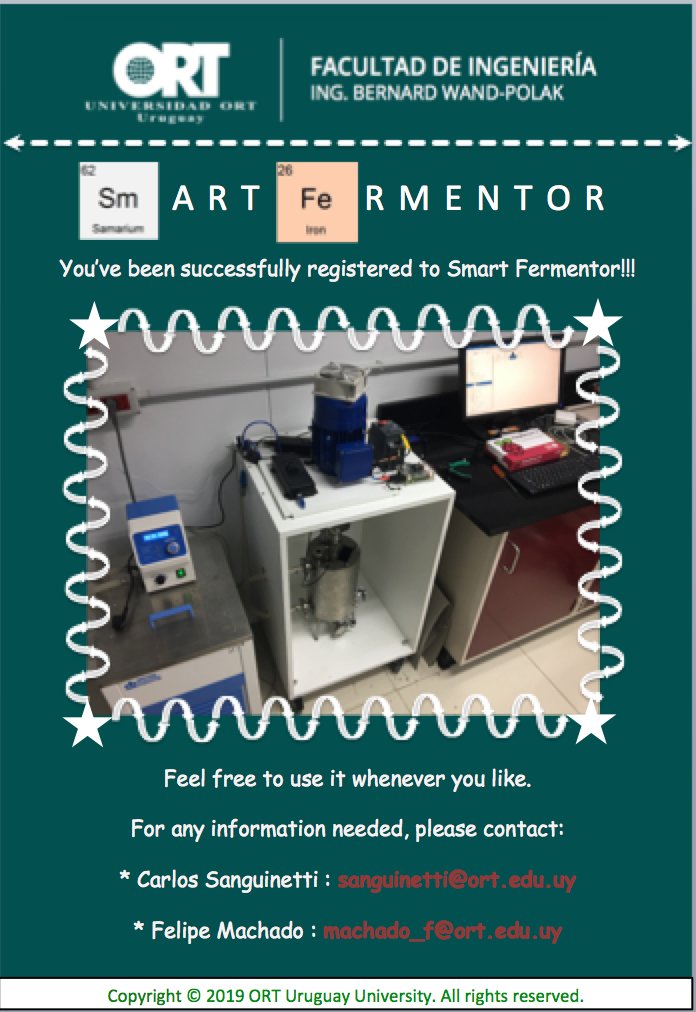 ORT
UNIVERSIDAD ORT
Uruguay
FACULTAD DE INGENIERÍA
ING. BERNARD WAND-POLAK
62
Sm
Samarium
ART
26
Fe
Iron
RMENTOR
You've been successfully registered to Smart Fermentor!!!
Feel free to use it whenever you like.
For any information needed, please contact:
* Carlos Sanguinetti : sanguinetti@ort.edu.uy
* Felipe Machado : machado_f@ort.edu.uy
Copyright © 2019 ORT Uruguay University. All rights reserved.